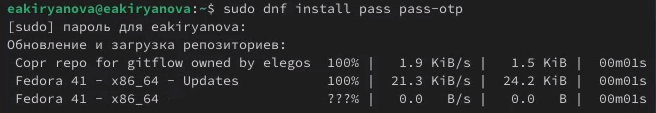 eakiryanova@eakiryanova:~$ sudo dnf install pass pass-otp
[sudo] пароль для eakiryanova:
Обновление и загрузка репозиториев:
Copr repo for gitflow owned by elegos 100% | 1.9 KiB/s | 1.5 KiB | 00m01s
Fedora 41 - x86_64 - Updates 100% | 21.3 KiB/s | 24.2 KiB | 00m01s
Fedora 41 - x86_64 ???% | 0.0 B/s | 0.0 B | 00m01s